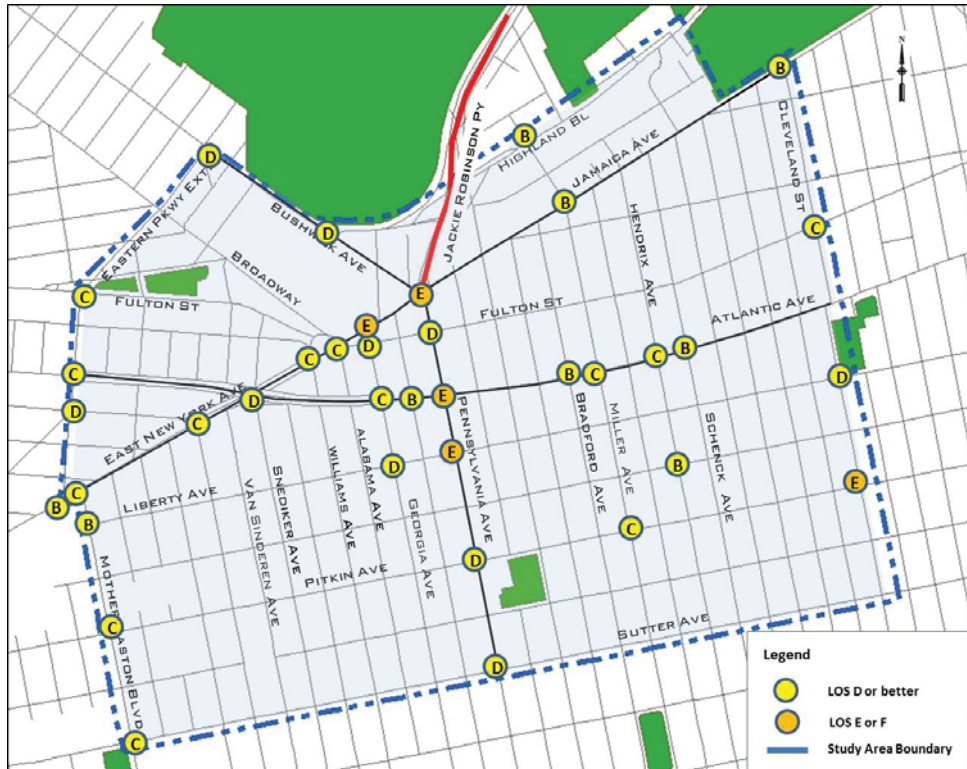 N
B
B
D
HIGHLAND BL
JACKIE ROBINSON PY
JAMAICA AVE
CLEVELAND ST
EASTERN PKWY EXT
BUSHWICK AVE
B
HENDRIX AVE
D
C
BROADWAY
C
FULTON ST
E
FULTON ST
ATLANTIC AVE
E
D
D
C
C
C
B
C
B
C
D
D
EAST NEW YORK AVE
D
C
B
E
PENNSYLVANIA AVE
BRADFORD AVE
MILLER AVE
SCHENCK AVE
C
E
D
B
C
B
B
LIBERTY AVE
VAN SINDEREN AVE
SNEDIKER AVE
WILLIAMS AVE
ALABAMA AVE
GEORGIA AVE
E
C
D
PITKIN AVE
MOTHER GASTON BLVD
C
SUTTER AVE
D
C
Legend
LOS D or better
LOS E or F
Study Area Boundary